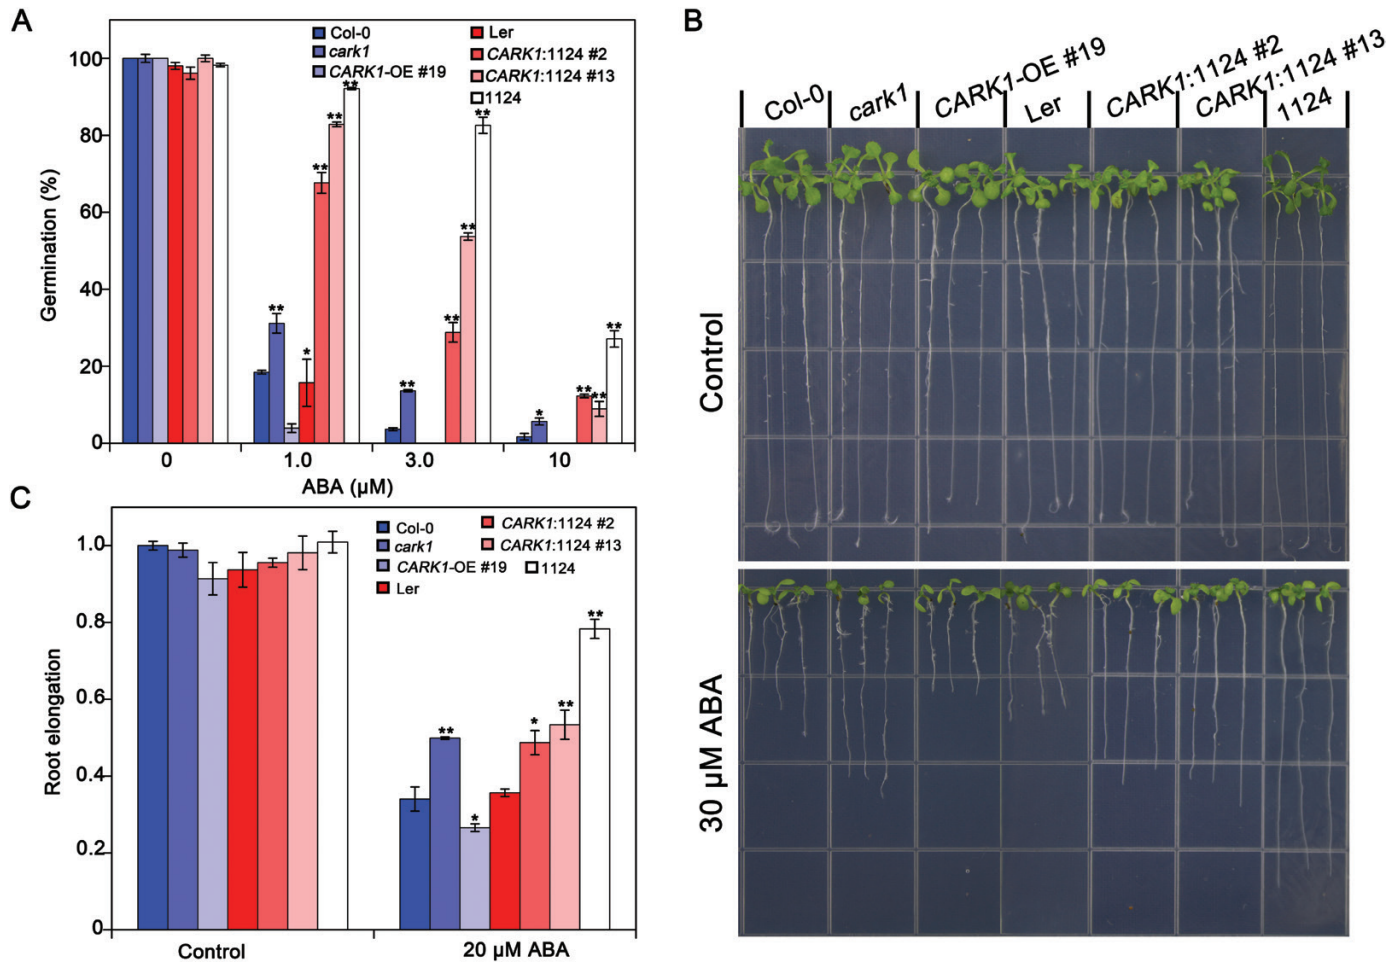 A
Germination (%)
100
80
60
40
20
0
Col-0
cark1
CARK1-OE #19
Ler
CARK1:1124 #2
CARK1:1124 #13
1124
**
*
**
**
**
**
**
**
**
*
**
**
**
0
1.0
3.0
10
ABA (µM)
B
Col-0
cark1
CARK1-OE #19
Ler
CARK1:1124 #2
CARK1:1124 #13
1124
Control
30 µM ABA
C
Root elongation
1.0
0.8
0.6
0.4
0.2
0
Col-0
cark1
CARK1-OE #19
Ler
CARK1:1124 #2
CARK1:1124 #13
1124
**
*
*
**
**
Control
20 µM ABA